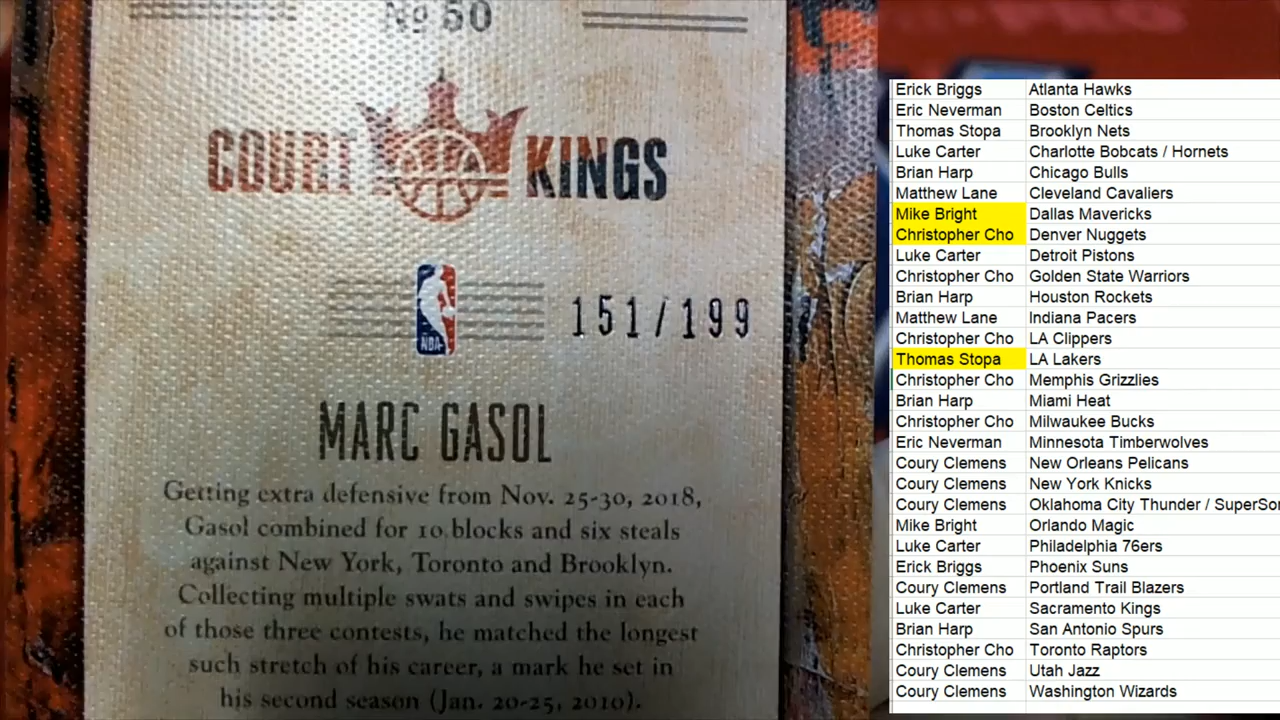 Nº 50
COURT KINGS
NBA
151/199
MARC GASOL
Getting extra defensive from Nov. 25-30, 2018,
Gasol combined for 10 blocks and six steals
against New York, Toronto and Brooklyn.
Collecting multiple swats and swipes in each
of those three contests, he matched the longest
such stretch of his career, a mark he set in
his second season (Jan. 20-25, 2010).
Erick Briggs Atlanta Hawks
Eric Neverman Boston Celtics
Thomas Stopa Brooklyn Nets
Luke Carter Charlotte Bobcats / Hornets
Brian Harp Chicago Bulls
Matthew Lane Cleveland Cavaliers
Mike Bright Dallas Mavericks
Christopher Cho Denver Nuggets
Luke Carter Detroit Pistons
Christopher Cho Golden State Warriors
Brian Harp Houston Rockets
Matthew Lane Indiana Pacers
Christopher Cho LA Clippers
Thomas Stopa LA Lakers
Christopher Cho Memphis Grizzlies
Brian Harp Miami Heat
Christopher Cho Milwaukee Bucks
Eric Neverman Minnesota Timberwolves
Coury Clemens New Orleans Pelicans
Coury Clemens New York Knicks
Coury Clemens Oklahoma City Thunder / SuperSo
Mike Bright Orlando Magic
Luke Carter Philadelphia 76ers
Erick Briggs Phoenix Suns
Coury Clemens Portland Trail Blazers
Luke Carter Sacramento Kings
Brian Harp San Antonio Spurs
Christopher Cho Toronto Raptors
Coury Clemens Utah Jazz
Coury Clemens Washington Wizards